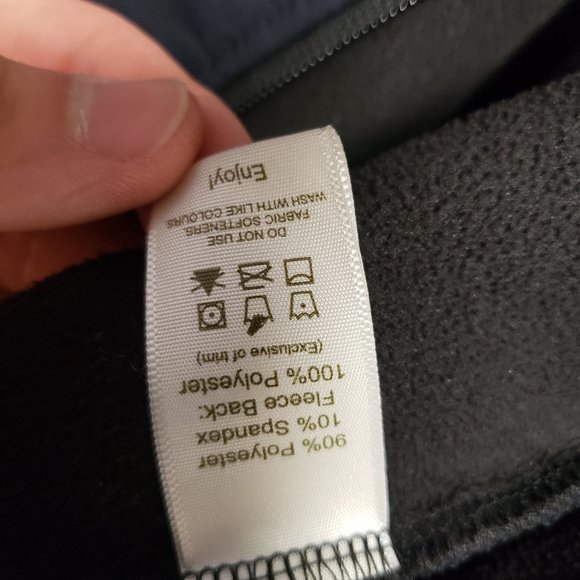 90% Polyester
10% Spandex
Fleece Back:
100% Polyester
(Exclusive of trim)
DO NOT USE
FABRIC SOFTENERS.
WASH WITH LIKE COLOURS
Enjoy!